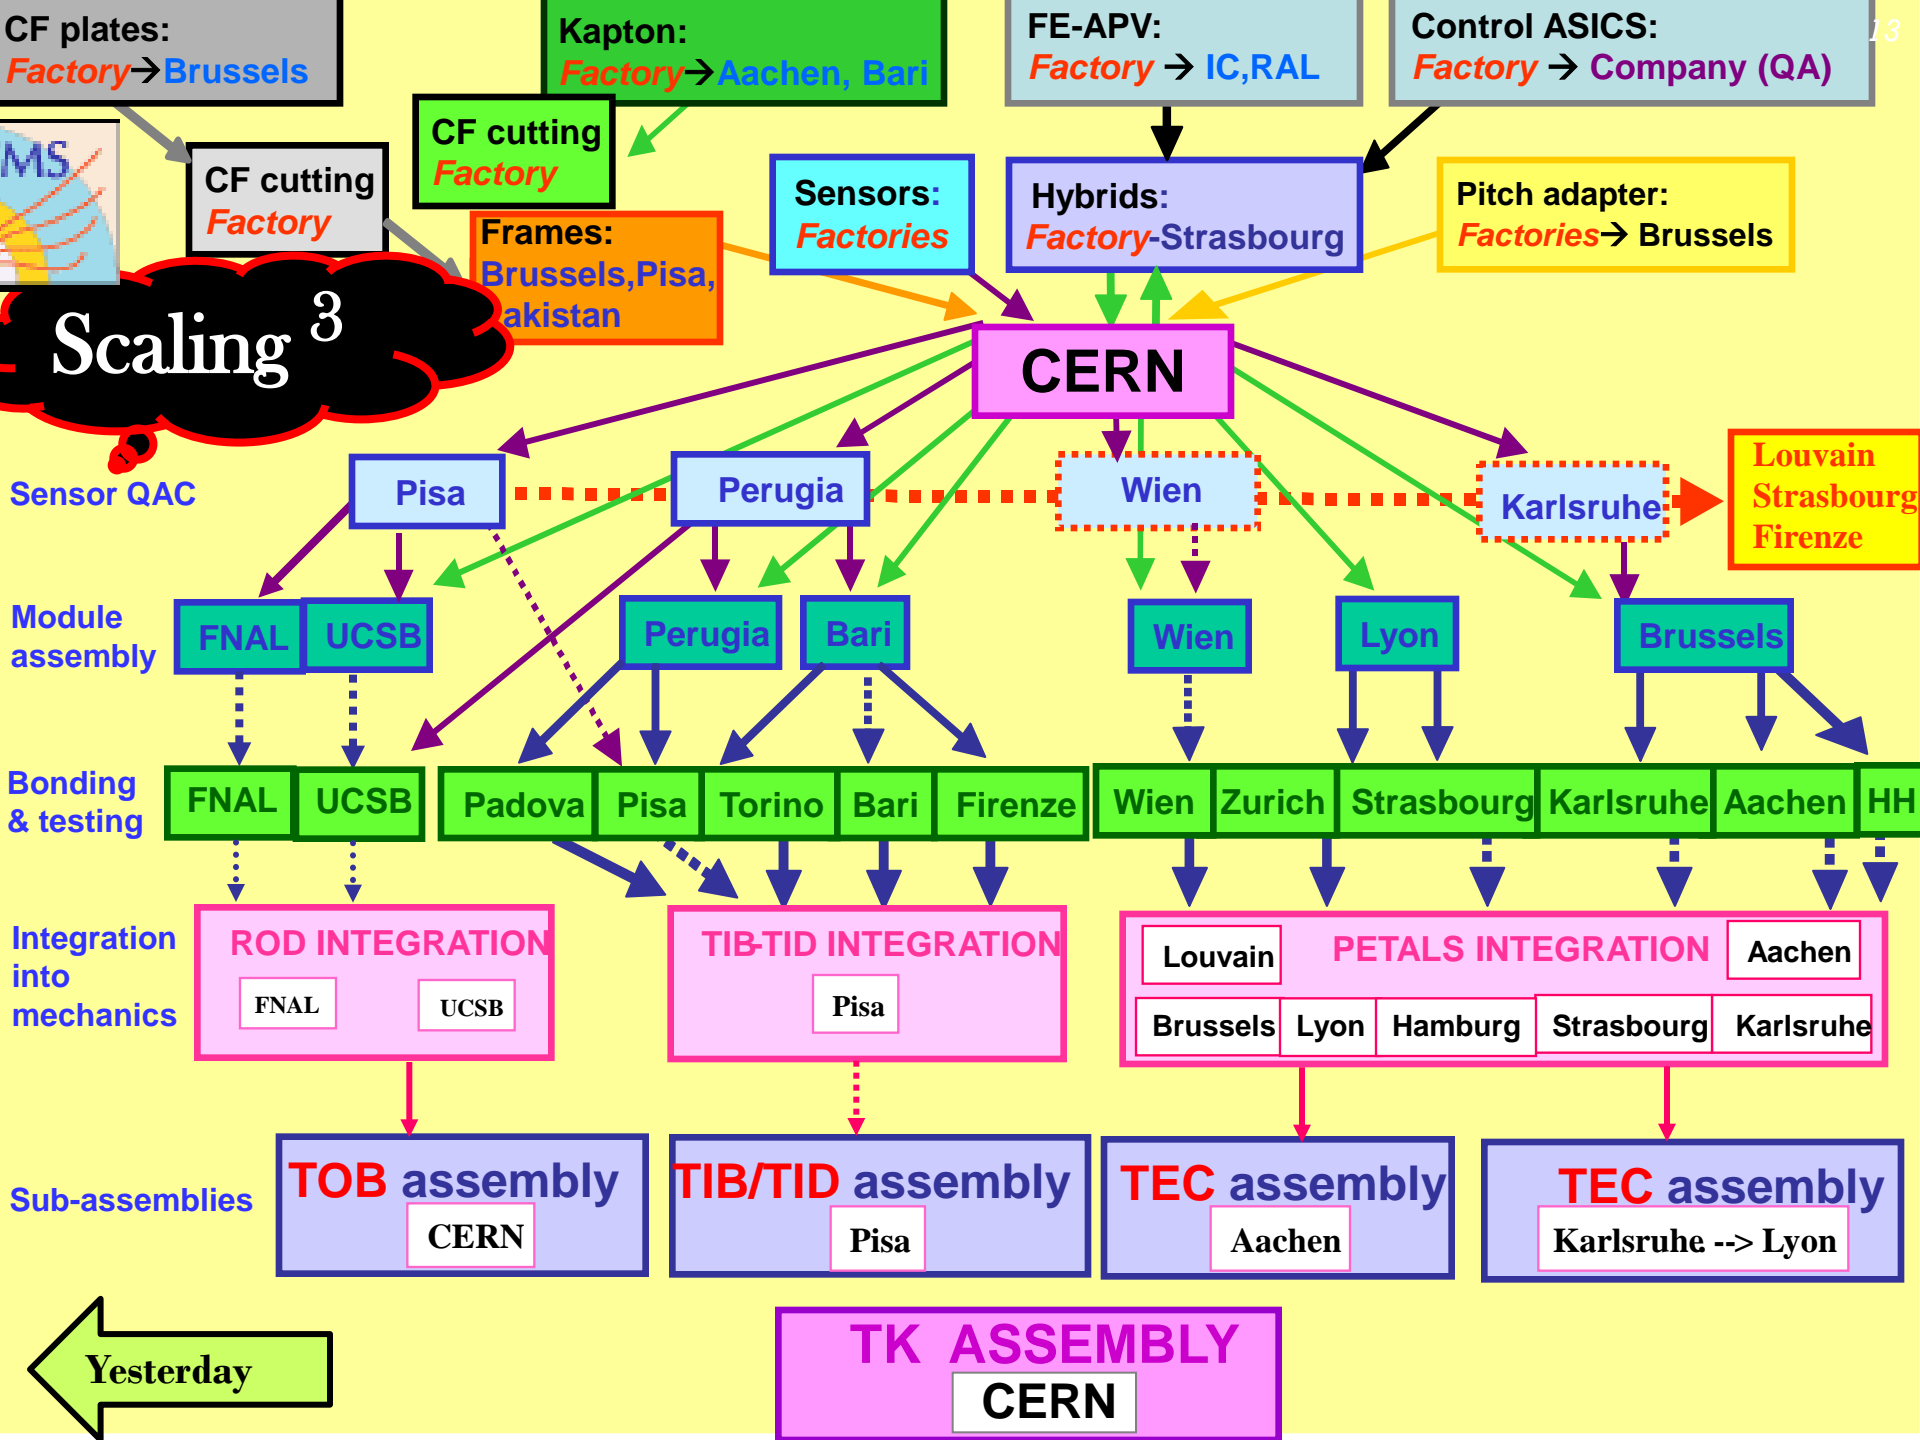 CF plates:
Factory→Brussels
Kapton:
Factory→Aachen, Bari
FE-APV:
Factory → IC,RAL
Control ASICS:
Factory → Company (QA)
13
CF cutting
Factory
MS
CF cutting
Factory
Sensors:
Factories
Hybrids:
Factory-Strasbourg
Pitch adapter:
Factories→ Brussels
Frames:
Brussels,Pisa,
akistan
Scaling 3
CERN
Sensor QAC
Pisa
Perugia
Wien
Karlsruhe
Louvain
Strasbourg
Firenze
Module
assembly
FNAL
UCSB
Perugia
Bari
Wien
Lyon
Brussels
Bonding
& testing
FNAL
UCSB
Padova
Pisa
Torino
Bari
Firenze
Wien
Zurich
Strasbourg
Karlsruhe
Aachen
HH
Integration
into
mechanics
ROD INTEGRATION
FNAL
UCSB
TIB-TID INTEGRATION
Pisa
PETALS INTEGRATION
Louvain
Aachen
Brussels
Lyon
Hamburg
Strasbourg
Karlsruhe
Sub-assemblies
TOB assembly
CERN
TIB/TID assembly
Pisa
TEC assembly
Aachen
TEC assembly
Karlsruhe. --> Lyon
Yesterday
TK ASSEMBLY
CERN